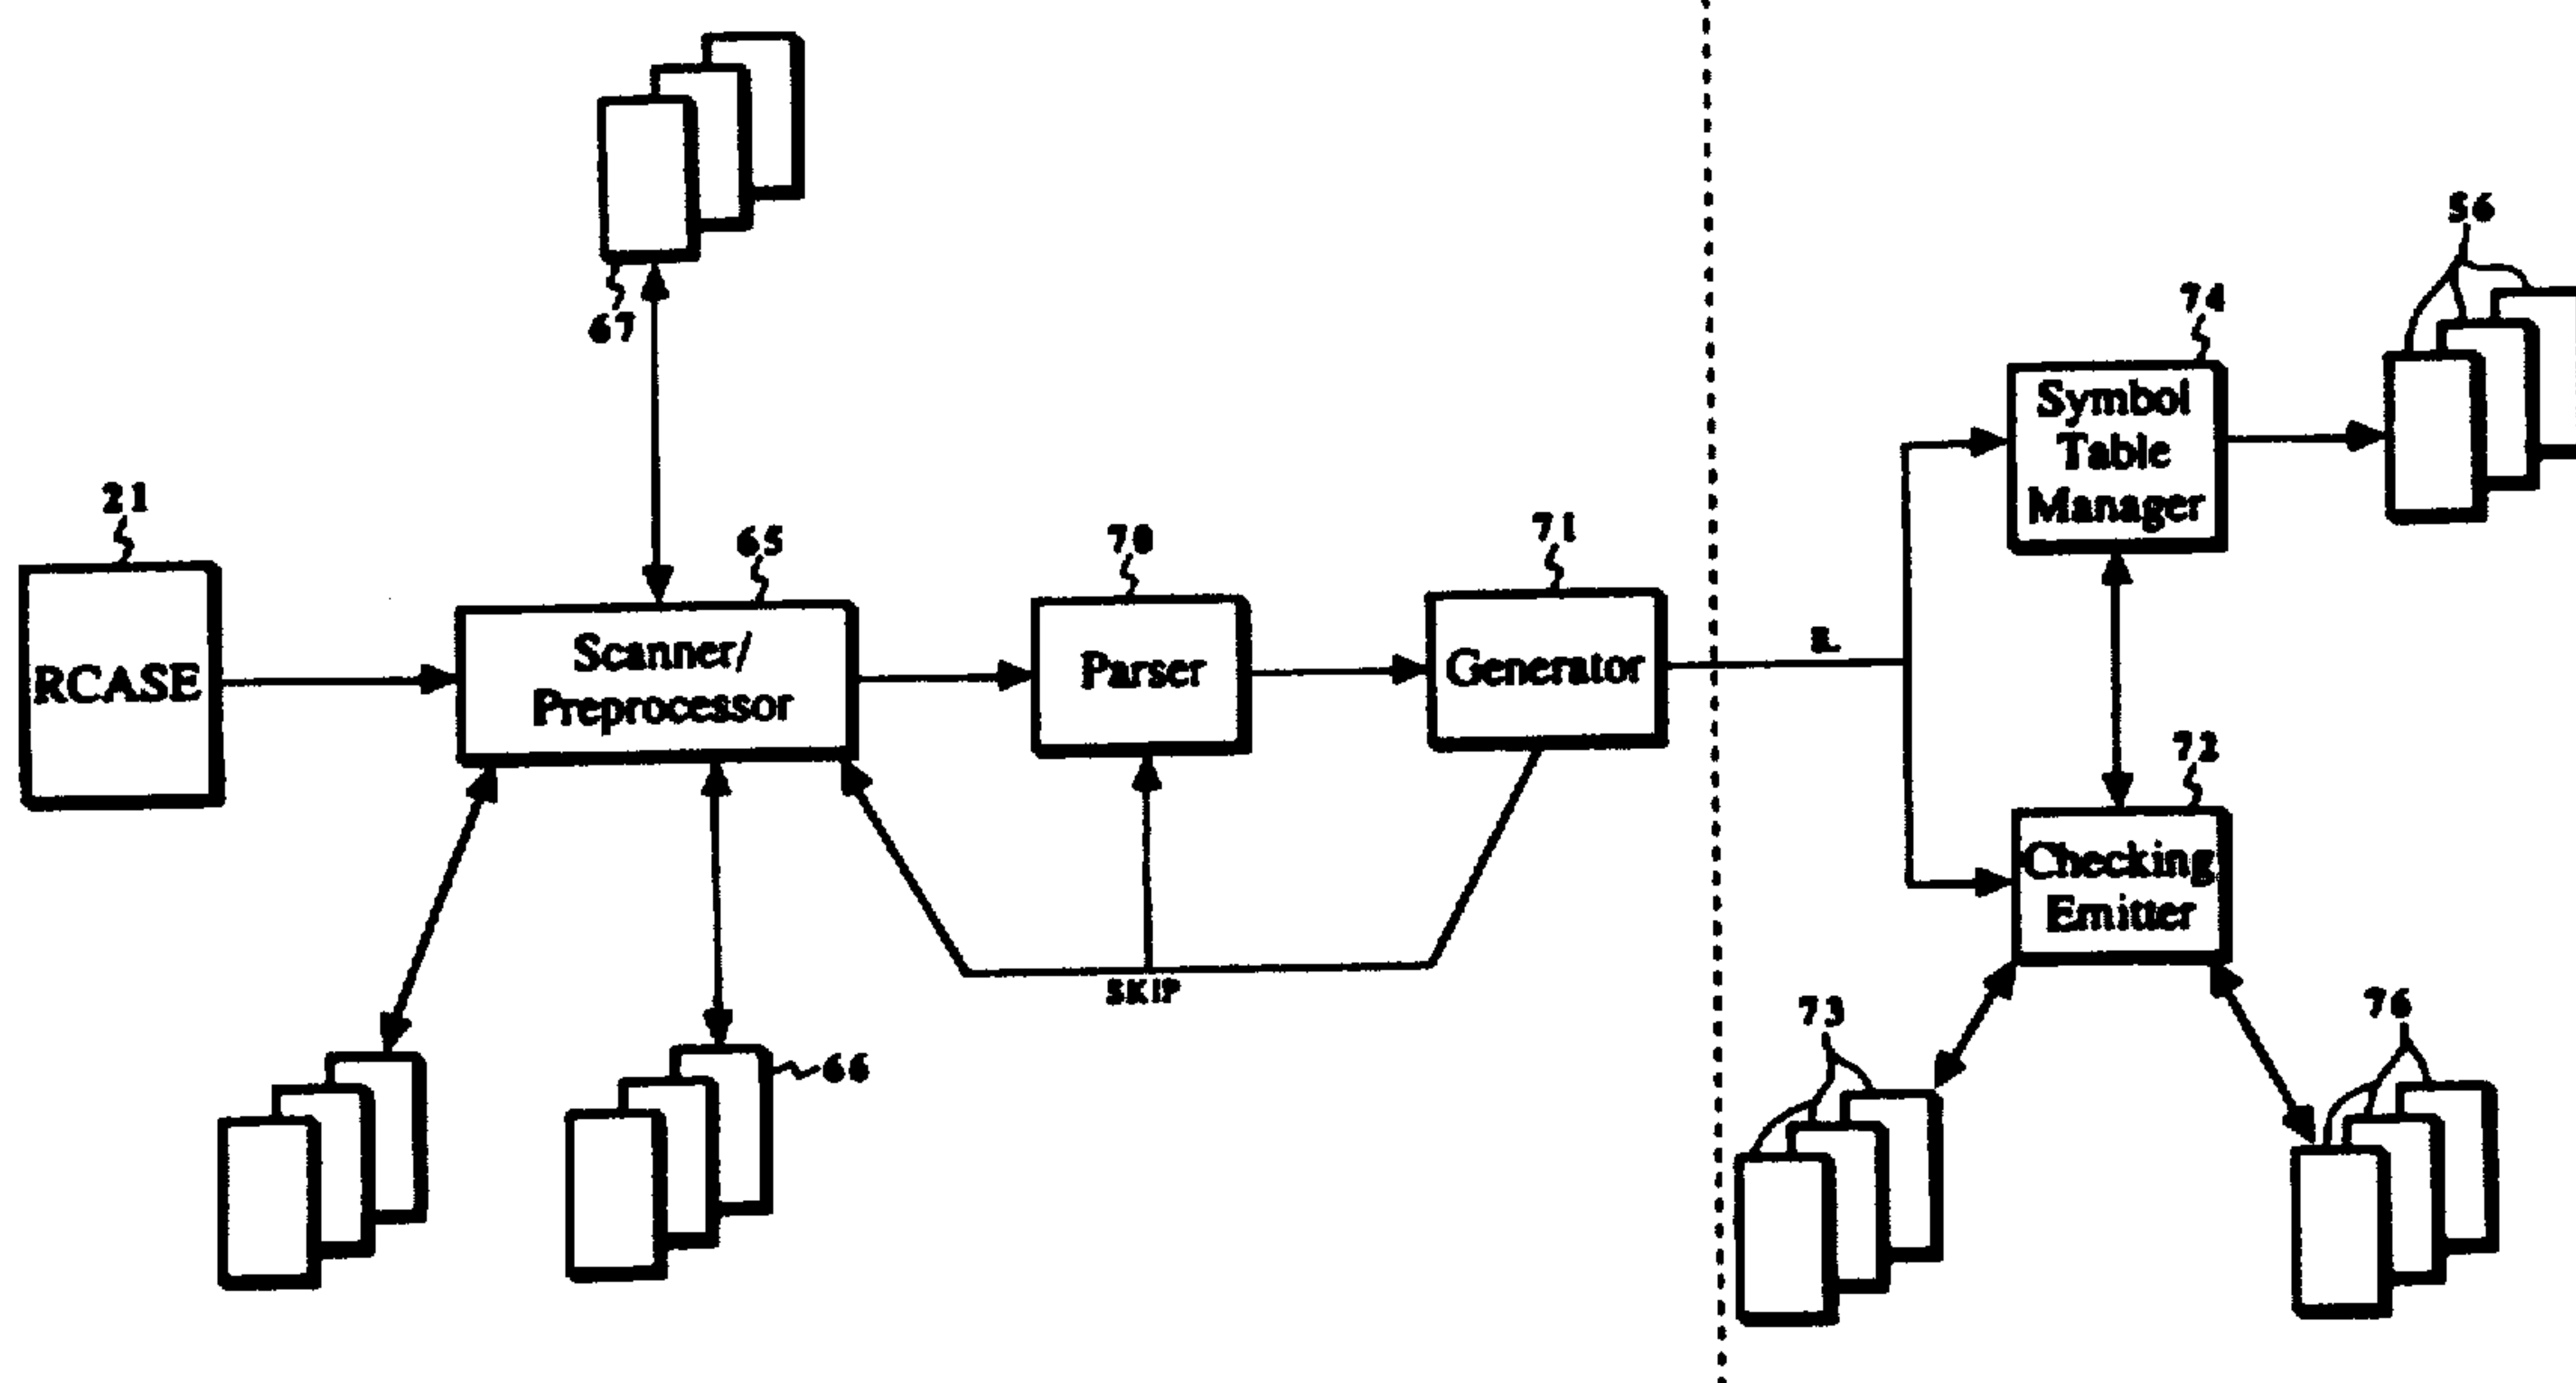 56
74
67
Symbol
Table
Manager
21
65
70
71
RCASE
Scanner/
Preprocessor
Parser
Generator
72
Checking
Emitter
SKIP
73
76
66